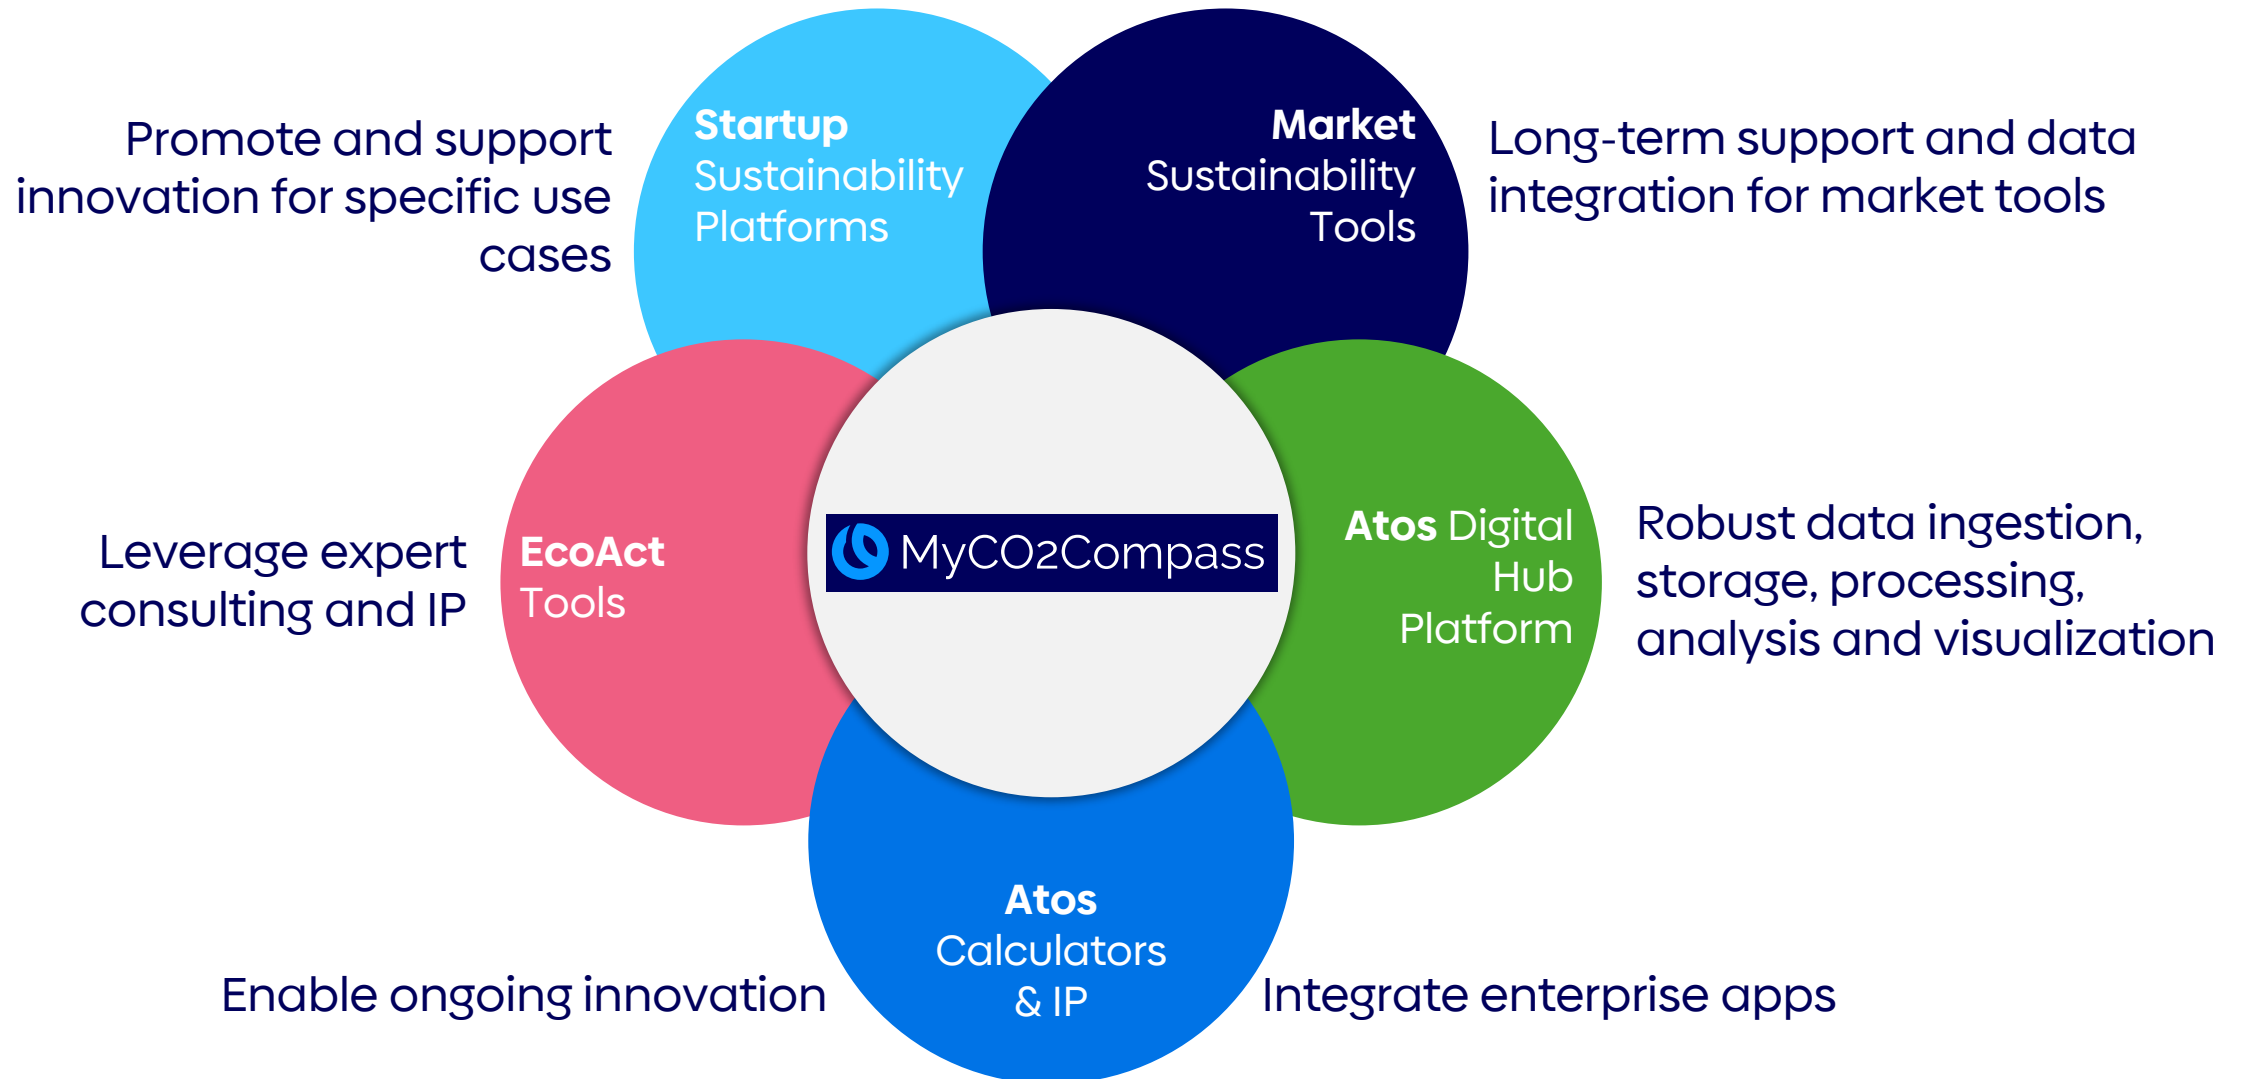 Promote and support
innovation for specific use
cases
Startup
Sustainability
Platforms
Market
Sustainability
Tools
Long-term support and data
integration for market tools
Leverage expert
consulting and IP
EcoAct
Tools
MyCO2Compass
Atos Digital
Hub
Platform
Robust data ingestion,
storage, processing,
analysis and visualization
Enable ongoing innovation
Atos
Calculators
& IP
Integrate enterprise apps